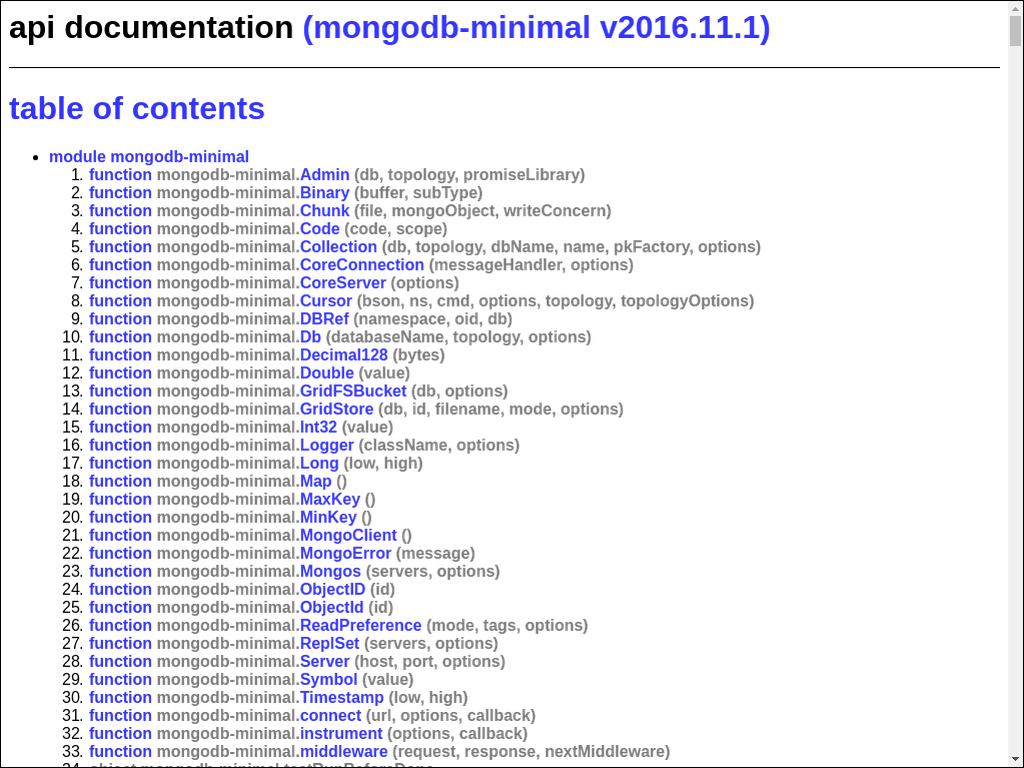 api documentation (mongodb-minimal v2016.11.1)
table of contents
• module mongodb-minimal
1. function mongodb-minimal.Admin (db, topology, promiseLibrary)
2. function mongodb-minimal.Binary (buffer, subType)
3. function mongodb-minimal.Chunk (file, mongoObject, writeConcern)
4. function mongodb-minimal.Code (code, scope)
5. function mongodb-minimal.Collection (db, topology, dbName, name, pkFactory, options)
6. function mongodb-minimal.CoreConnection (messageHandler, options)
7. function mongodb-minimal.CoreServer (options)
8. function mongodb-minimal.Cursor (bson, ns, cmd, options, topology, topologyOptions)
9. function mongodb-minimal.DBRef (namespace, oid, db)
10. function mongodb-minimal.Db (databaseName, topology, options)
11. function mongodb-minimal.Decimal128 (bytes)
12. function mongodb-minimal.Double (value)
13. function mongodb-minimal.GridFSBucket (db, options)
14. function mongodb-minimal.GridStore (db, id, filename, mode, options)
15. function mongodb-minimal.Int32 (value)
16. function mongodb-minimal.Logger (className, options)
17. function mongodb-minimal.Long (low, high)
18. function mongodb-minimal.Map ()
19. function mongodb-minimal.MaxKey ()
20. function mongodb-minimal.MinKey ()
21. function mongodb-minimal.MongoClient ()
22. function mongodb-minimal.MongoError (message)
23. function mongodb-minimal.Mongos (servers, options)
24. function mongodb-minimal.ObjectID (id)
25. function mongodb-minimal.ObjectId (id)
26. function mongodb-minimal.ReadPreference (mode, tags, options)
27. function mongodb-minimal.ReplSet (servers, options)
28. function mongodb-minimal.Server (host, port, options)
29. function mongodb-minimal.Symbol (value)
30. function mongodb-minimal.Timestamp (low, high)
31. function mongodb-minimal.connect (url, options, callback)
32. function mongodb-minimal.instrument (options, callback)
33. function mongodb-minimal.middleware (request, response, nextMiddleware)
34. object mongodb-minimal.testRunBeforeDone